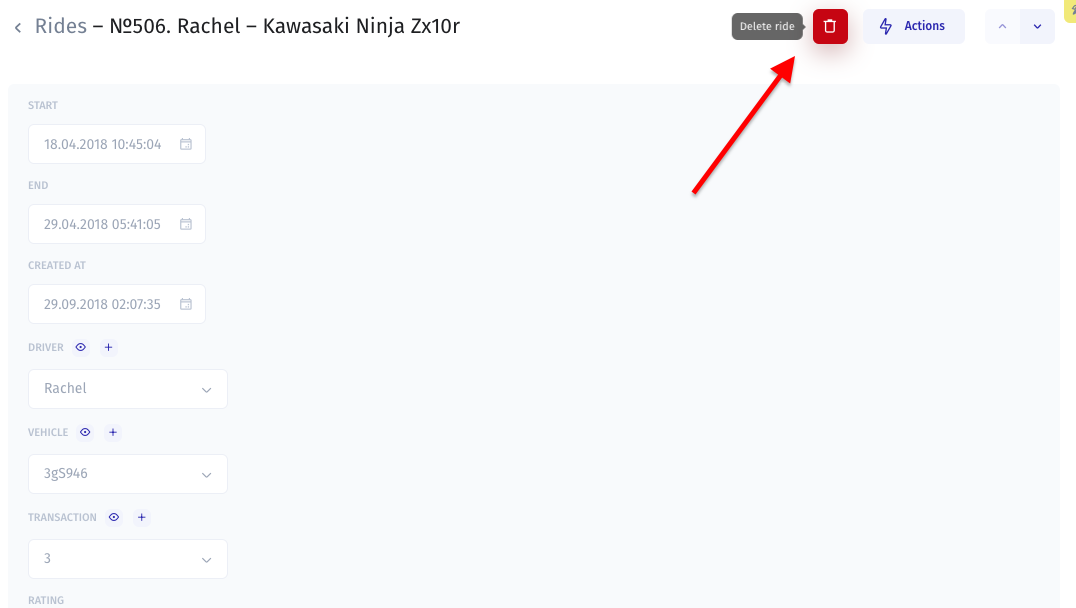 Rides – №506. Rachel – Kawasaki Ninja Zx10r
Delete ride
Actions
START
18.04.2018 10:45:04
END
29.04.2018 05:41:05
CREATED AT
29.09.2018 02:07:35
DRIVER
Rachel
VEHICLE
3gS946
TRANSACTION
3
RATING